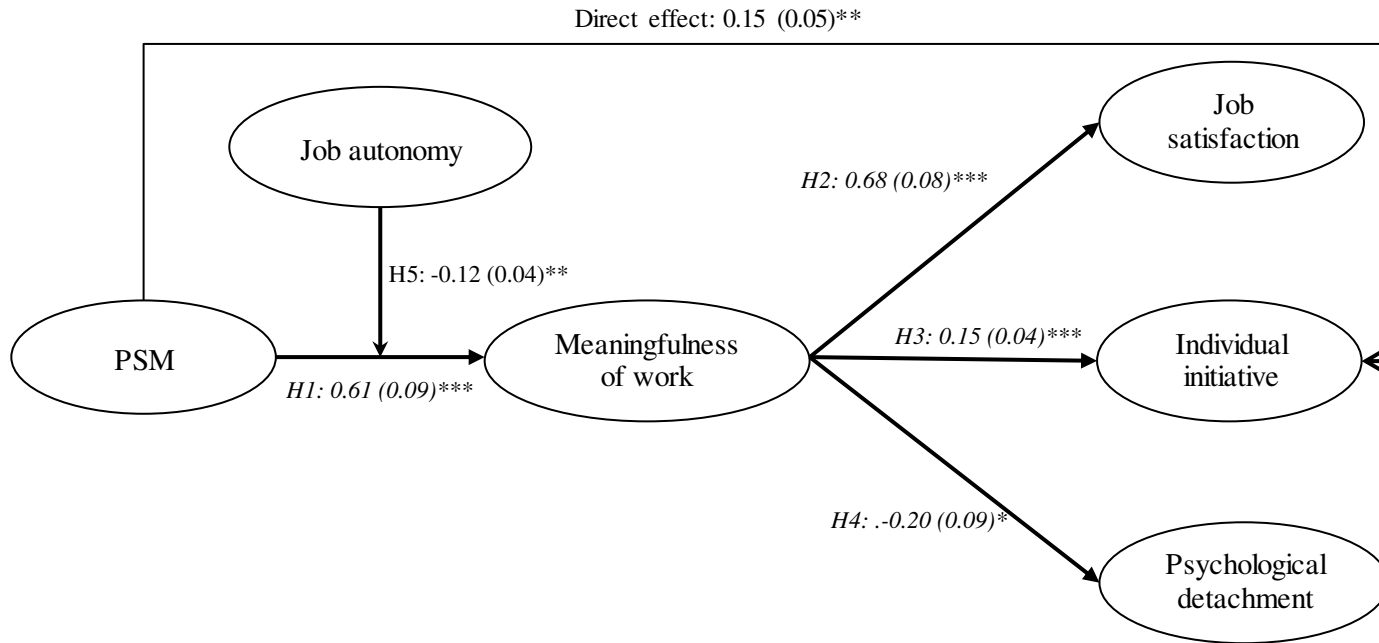 Direct effect: 0.15 (0.05)**
Job
satisfaction
Job autonomy
H2: 0.68 (0.08)***
H5: -0.12 (0.04)**
PSM
H1: 0.61 (0.09)***
Meaningfulness
of work
H3: 0.15 (0.04)***
Individual
initiative
H4: .-0.20 (0.09)*
Psychological
detachment